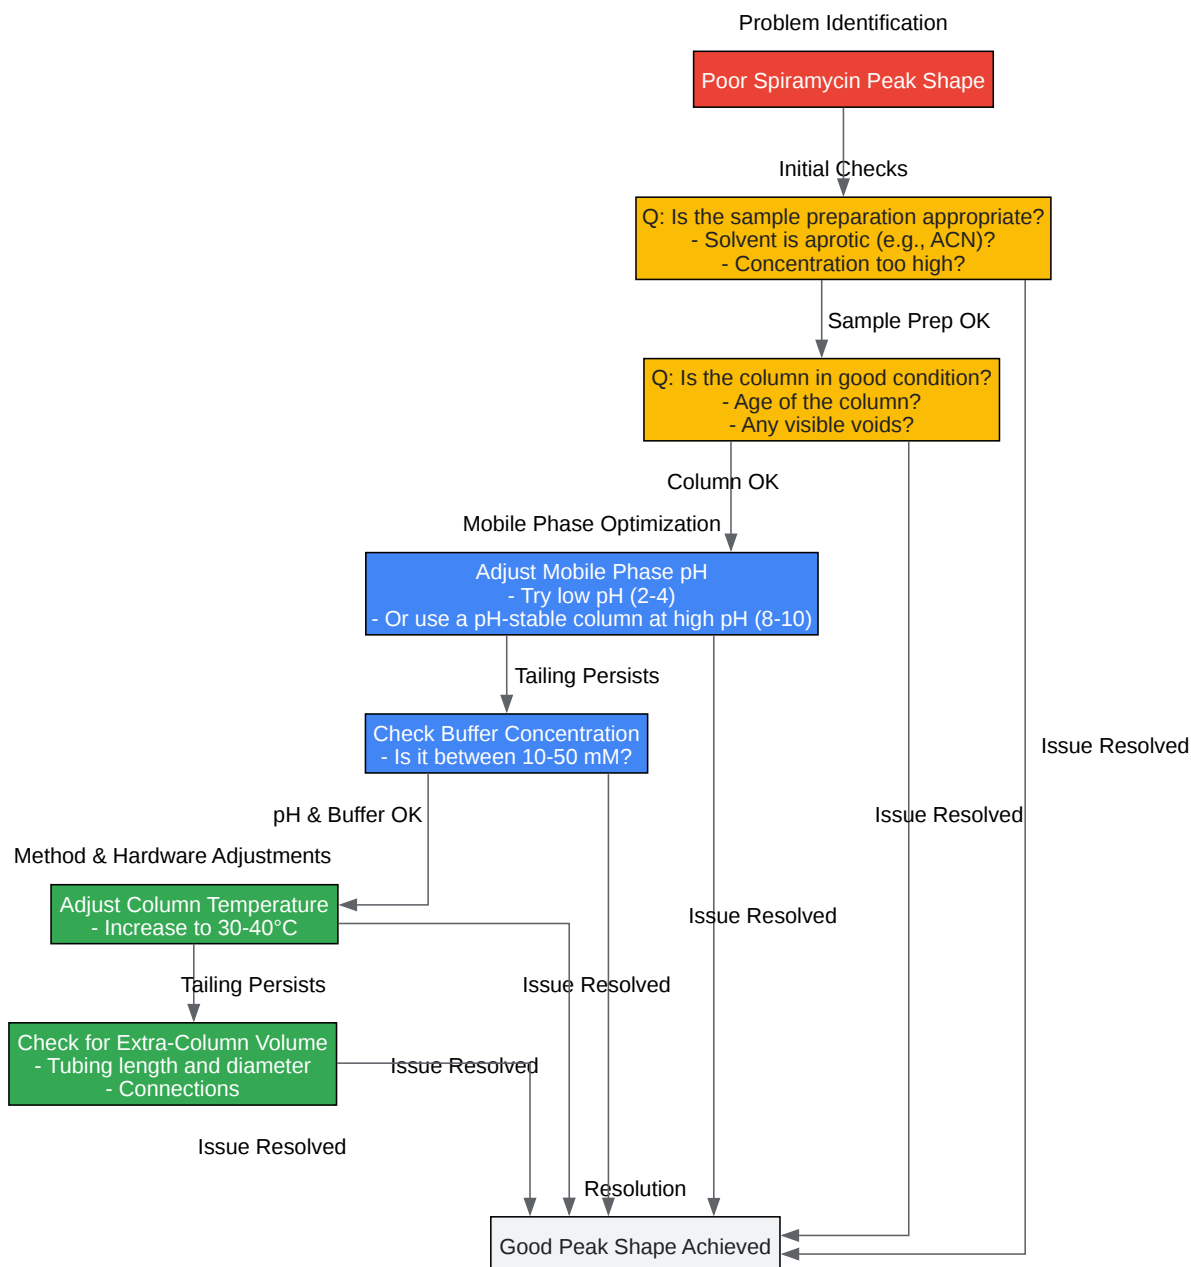 Problem Identification
Poor Spiramycin Peak Shape
Initial Checks
Q: Is the sample preparation appropriate?
- Solvent is aprotic (e.g., ACN)?
- Concentration too high?
Sample Prep OK
Q: Is the column in good condition?
- Age of the column?
- Any visible voids?
Column OK
Mobile Phase Optimization
Adjust Mobile Phase pH
- Try low pH (2-4)
- Or use a pH-stable column at high pH (8-10)
Tailing Persists
Check Buffer Concentration
- Is it between 10-50 mM?
Issue Resolved
pH & Buffer OK
Issue Resolved
Method & Hardware Adjustments
Adjust Column Temperature
- Increase to 30-40°C
Issue Resolved
Tailing Persists
Issue Resolved
Check for Extra-Column Volume
- Tubing length and diameter
- Connections
Issue Resolved
Issue Resolved
Resolution
Good Peak Shape Achieved